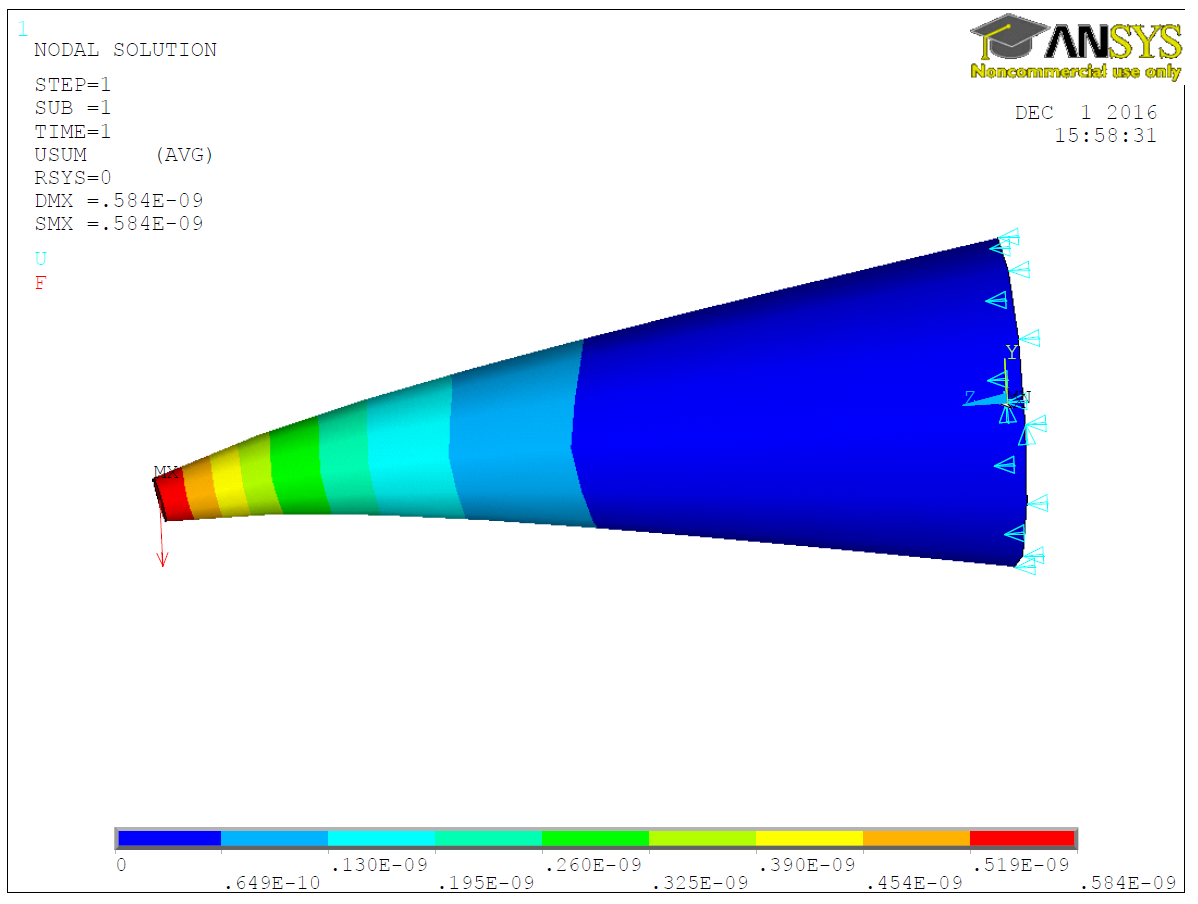 1
NODAL SOLUTION
STEP=1
SUB =1
TIME=1
USUM (AVG)
RSYS=0
DMX =.584E-09
SMX =.584E-09
U
F
ANSYS
Noncommercial use only
DEC 1 2016
15:58:31
Y
Z
MX
0
.649E-10
.130E-09
.195E-09
.260E-09
.325E-09
.390E-09
.454E-09
.519E-09
.584E-09